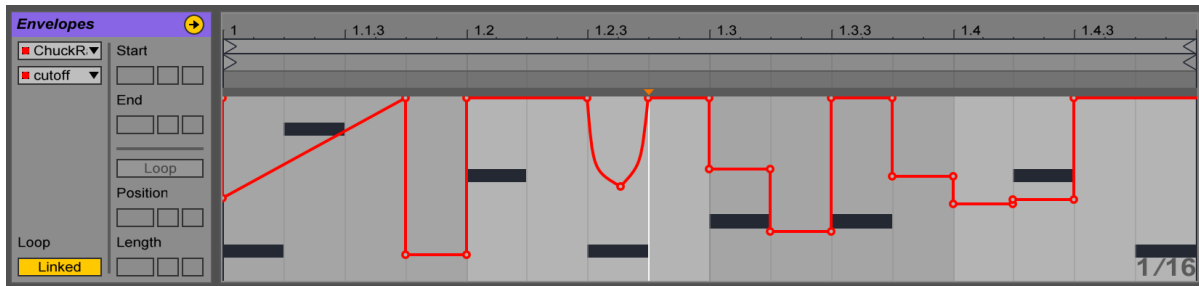 Envelopes
1 1.1.3 1.2 1.2.3 1.3 1.3.3 1.4 1.4.3
ChuckR. Start
cutoff
End
Loop
Position
Loop Length
Linked
1/16